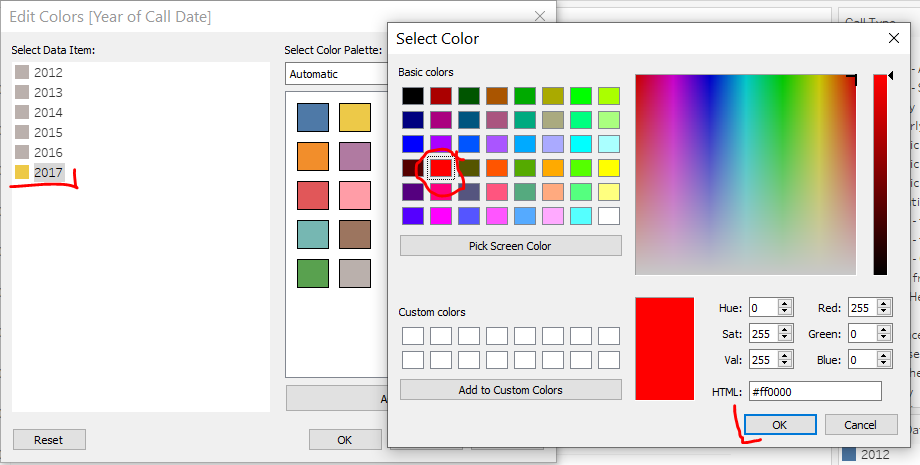 Edit Colors [Year of Call Date]
Select Data Item:
2012
2013
2014
2015
2016
2017
Reset
Select Color Palette:
Automatic
OK
Select Color
Basic colors
Pick Screen Color
Custom colors
Add to Custom Colors
Hue: 0
Red: 255
Sat: 255
Green: 0
Val: 255
Blue: 0
HTML: #ff0000
OK
Cancel
Call Type
2012